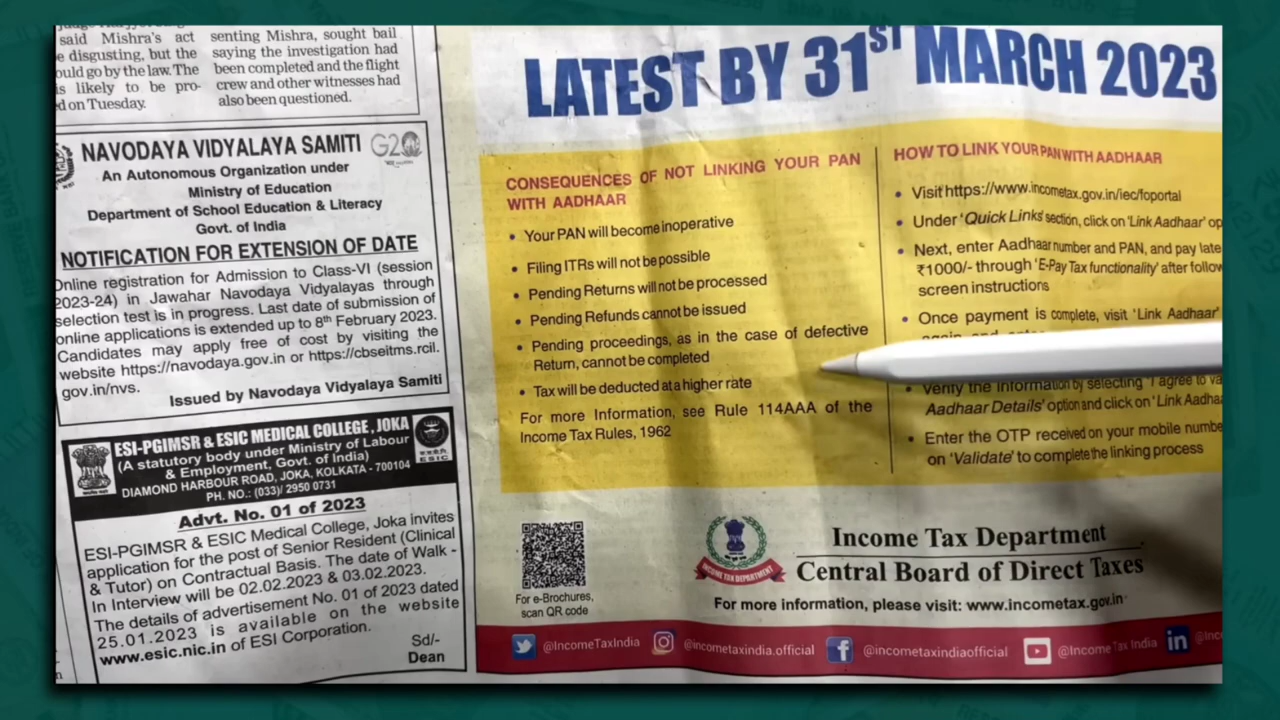 said Mishra's act
disgusting, but the
ould go by the law. The
is likely to be pro-
d on Tuesday.
senting Mishra, sought bail
saying the investigation had
been completed and the flight
crew and other witnesses had
also been questioned.
NAVODAYA VIDYALAYA SAMITI
G20
An Autonomous Organization under
Ministry of Education
Department of School Education & Literacy
Govt. of India
NOTIFICATION FOR EXTENSION OF DATE
Online registration for Admission to Class-VI (session
2023-24) in Jawahar Navodaya Vidyalayas through
selection test is in progress. Last date of submission of
online applications is extended up to 8th February 2023.
Candidates may apply free of cost by visiting the
website https://navodaya.gov.in or https://cbseitms.rcil.
gov.in/nvs.
Issued by Navodaya Vidyalaya Samiti
ESI-PGIMSR & ESIC MEDICAL COLLEGE, JOKA
(A statutory body under Ministry of Labour
& Employment, Govt. of India)
DIAMOND HARBOUR ROAD, JOKA, KOLKATA - 700104
PH. NO.: (033)/ 2950 0731
ESIC
Advt. No. 01 of 2023
ESI-PGIMSR & ESIC Medical College, Joka invites
application for the post of Senior Resident (Clinical
& Tutor) on Contractual Basis. The date of Walk -
In Interview will be 02.02.2023 & 03.02.2023.
The details of advertisement No. 01 of 2023 dated
25.01.2023 is available on the website
www.esic.nic.in of ESI Corporation.
Sd/-
Dean
LATEST BY 31ST MARCH 2023
CONSEQUENCES OF NOT LINKING YOUR PAN
WITH AADHAAR
• Your PAN will become inoperative
• Filing ITRs will not be possible
• Pending Returns will not be processed
• Pending Refunds cannot be issued
• Pending proceedings, as in the case of defective
Return, cannot be completed
• Tax will be deducted at a higher rate
For more Information, see Rule 114AAA of the
Income Tax Rules, 1962
HOW TO LINK YOUR PAN WITH AADHAAR
• Visit https://www.incometax.gov.in/iec/foportal
• Under 'Quick Links' section, click on 'Link Aadhaar' op
• Next, enter Aadhaar number and PAN, and pay late
₹1000/- through 'E-Pay Tax functionality' after follow
screen instructions
• Once payment is complete, visit 'Link Aadhaar'
Verify the Information by selecting 'I agree to va
Aadhaar Details' option and click on 'Link Aadha
• Enter the OTP received on your mobile numbe
on 'Validate' to complete the linking process
For e-Brochures,
scan QR code
INCOME TAX DEPARTMENT
Income Tax Department
Central Board of Direct Taxes
For more information, please visit: www.incometax.gov.in
@IncomeTaxIndia
@incometaxindia.official
@incometaxindiaofficial
@Income Tax India
@Inc